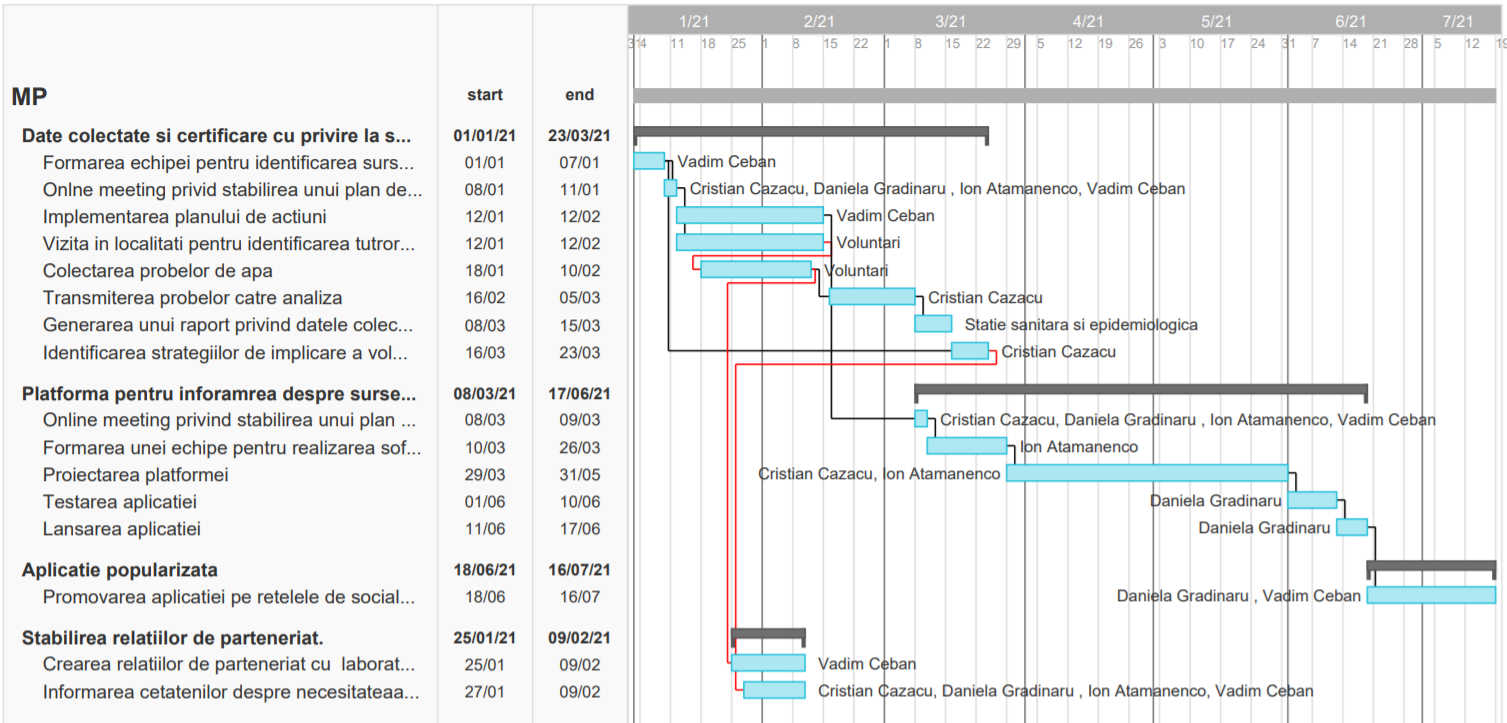 1/21 2/21 3/21 4/21 5/21 6/21 7/21
31 4 11 18 25 1 8 15 22 1 8 15 22 29 5 12 19 26 3 10 17 24 31 7 14 21 28 5 12 19
MP start end
Date colectate si certificare cu privire la s... 01/01/21 23/03/21
Formarea echipei pentru identificarea surs... 01/01 07/01 Vadim Ceban
Onlne meeting privid stabilirea unui plan de... 08/01 11/01 Cristian Cazacu, Daniela Gradinaru , Ion Atamanenco, Vadim Ceban
Implementarea planului de actiuni 12/01 12/02 Vadim Ceban
Vizita in localitati pentru identificarea tutror... 12/01 12/02 Voluntari
Colectarea probelor de apa 18/01 10/02 Voluntari
Transmiterea probelor catre analiza 16/02 05/03 Cristian Cazacu
Generarea unui raport privind datele colec... 08/03 15/03 Statie sanitara si epidemiologica
Identificarea strategiilor de implicare a vol... 16/03 23/03 Cristian Cazacu
Platforma pentru inforamrea despre surse... 08/03/21 17/06/21
Online meeting privind stabilirea unui plan ... 08/03 09/03 Cristian Cazacu, Daniela Gradinaru , Ion Atamanenco, Vadim Ceban
Formarea unei echipe pentru realizarea sof... 10/03 26/03 Ion Atamanenco
Proiectarea platformei 29/03 31/05 Cristian Cazacu, Ion Atamanenco
Testarea aplicatiei 01/06 10/06 Daniela Gradinaru
Lansarea aplicatiei 11/06 17/06 Daniela Gradinaru
Aplicatie popularizata 18/06/21 16/07/21
Promovarea aplicatiei pe retelele de social... 18/06 16/07 Daniela Gradinaru , Vadim Ceban
Stabilirea relatiilor de parteneriat. 25/01/21 09/02/21
Crearea relatiilor de parteneriat cu laborat... 25/01 09/02 Vadim Ceban
Informarea cetatenilor despre necesitateaa... 27/01 09/02 Cristian Cazacu, Daniela Gradinaru , Ion Atamanenco, Vadim Ceban